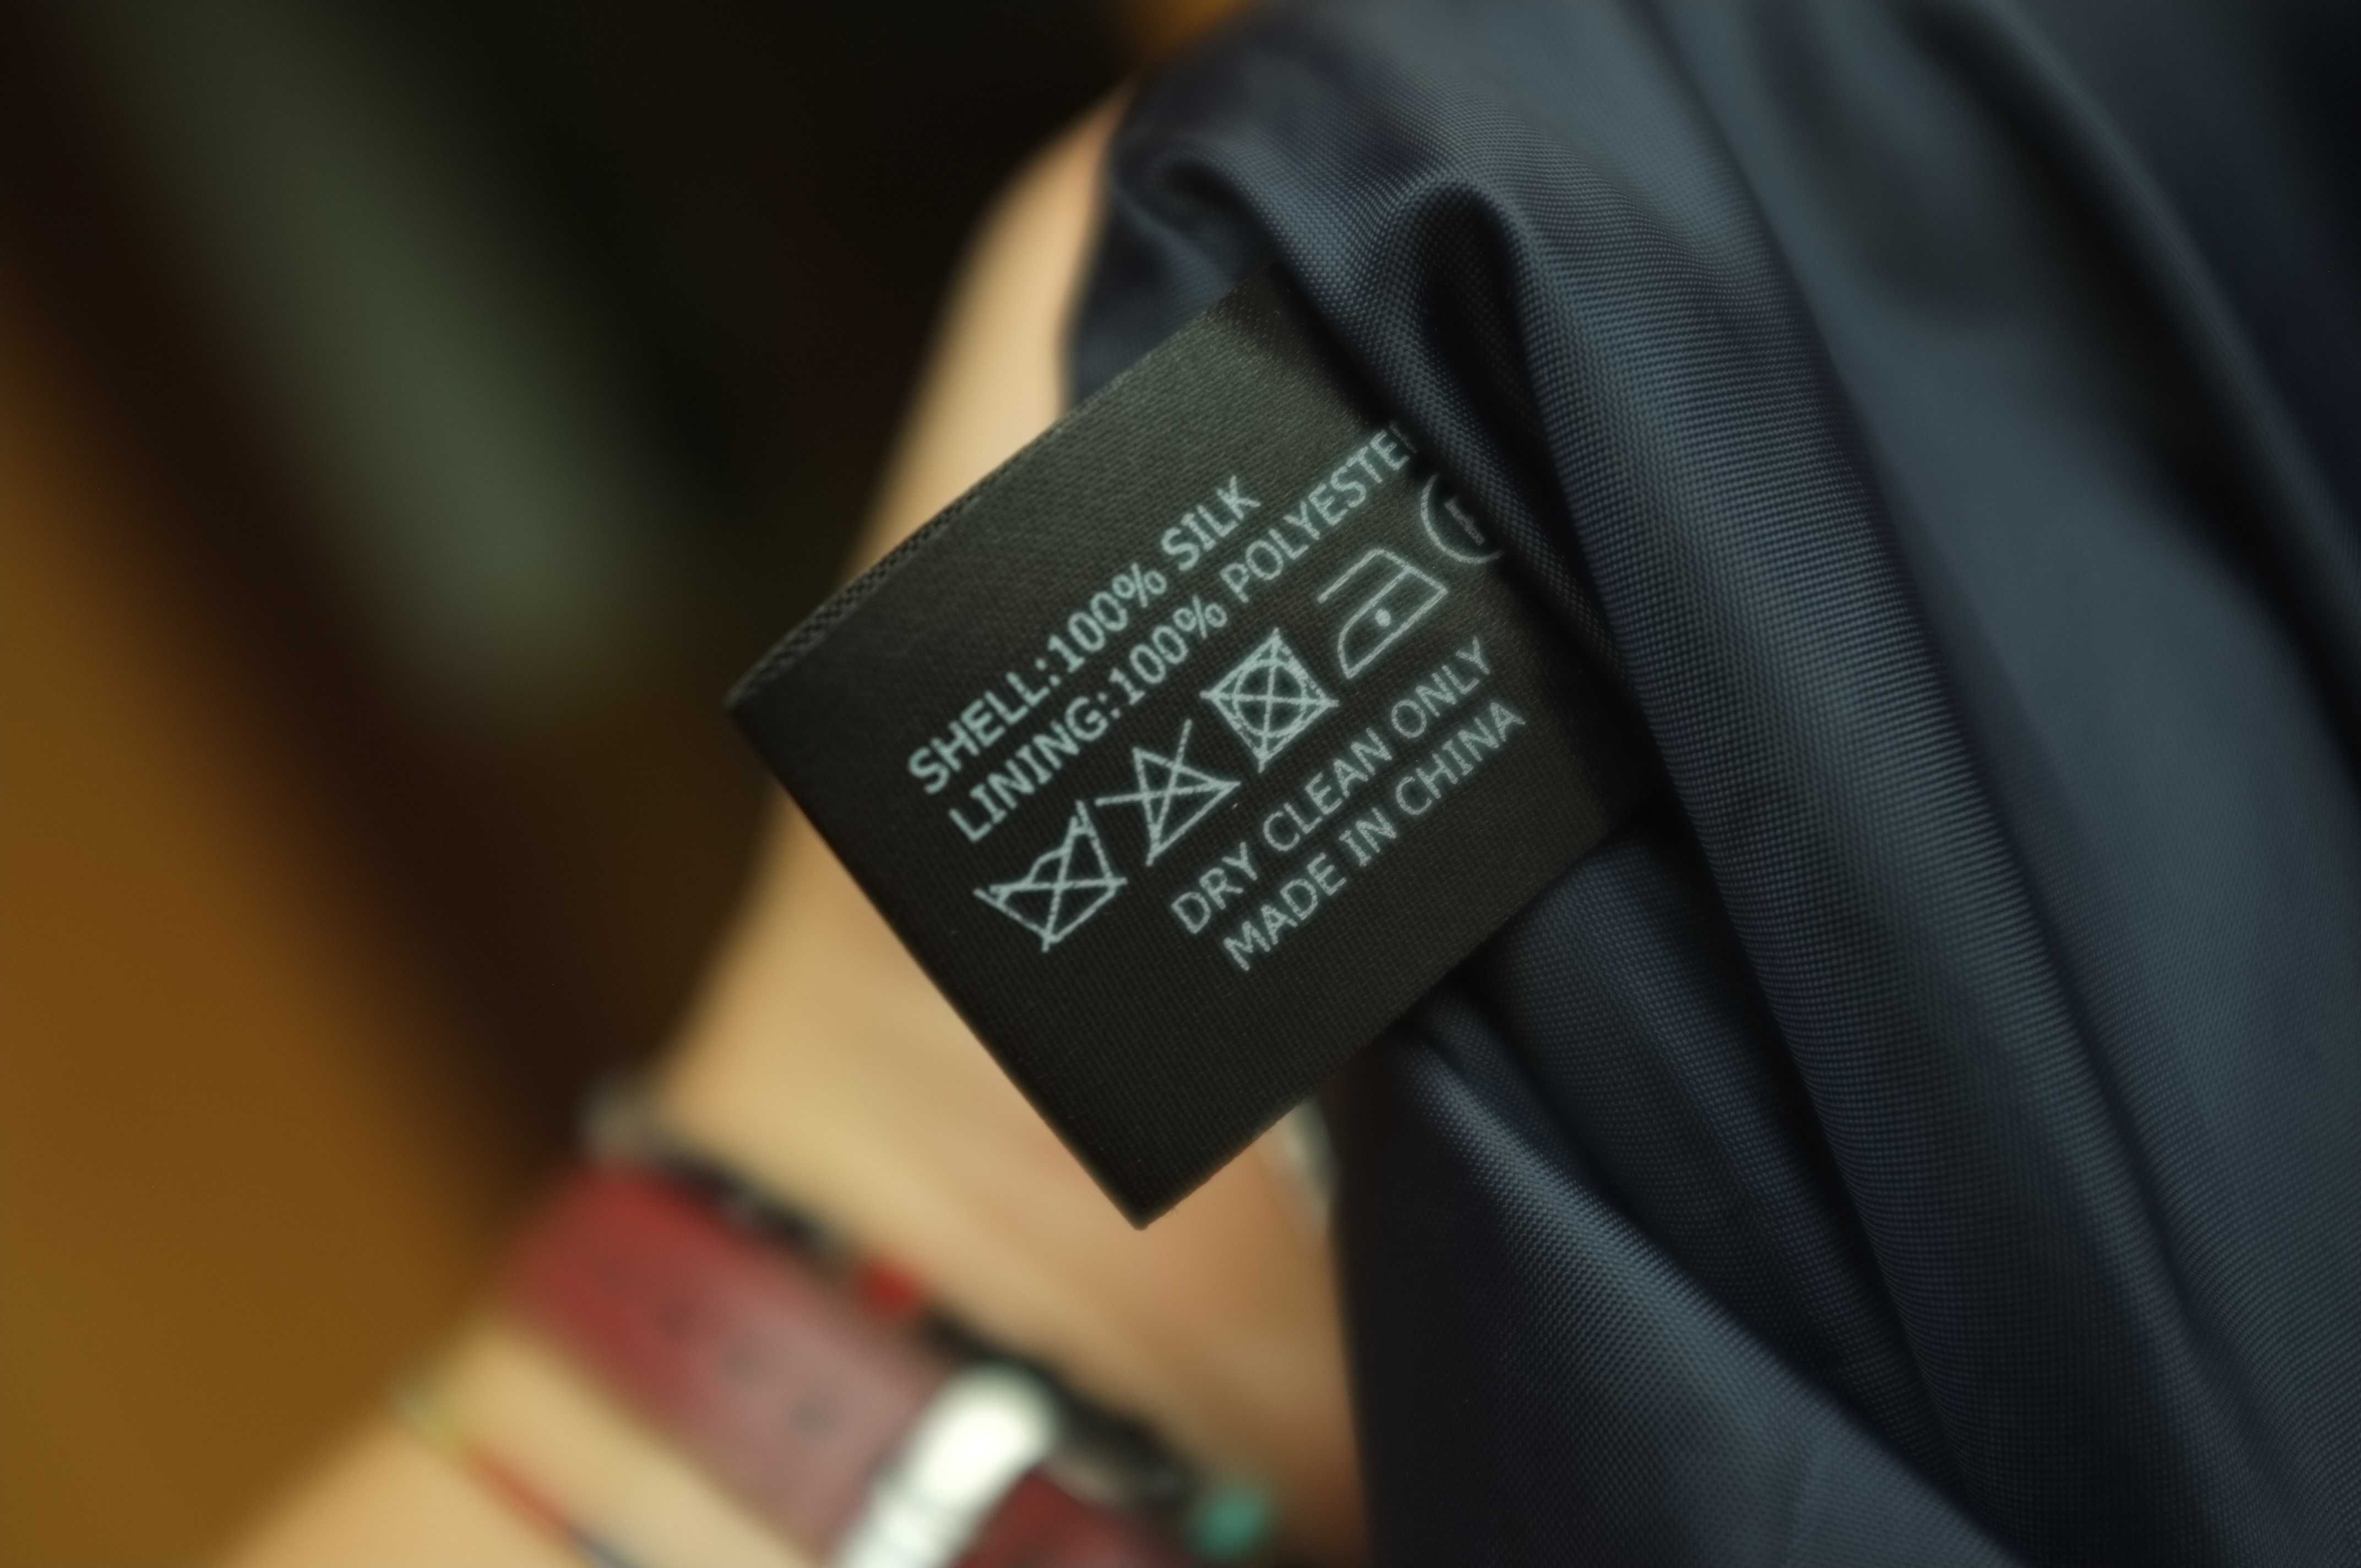 SHELL:100% SILK
LINING:100% POLYESTER
DRY CLEAN ONLY
MADE IN CHINA